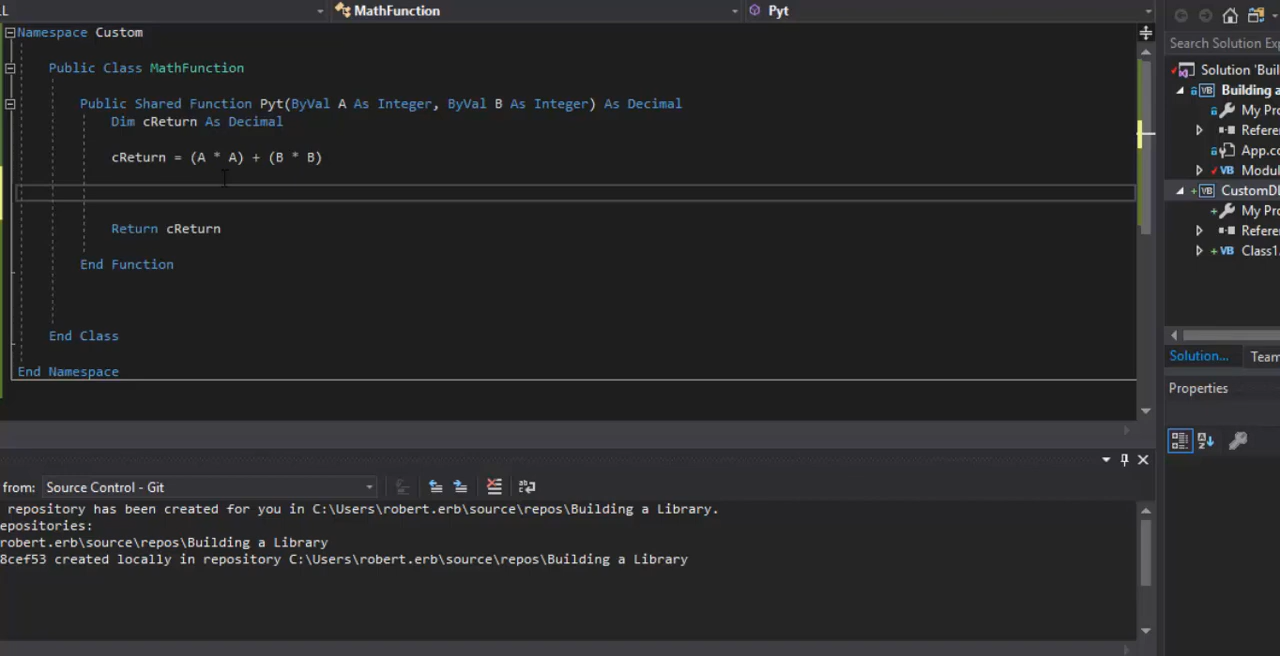 LL MathFunction Pyt
Namespace Custom
Public Class MathFunction
Public Shared Function Pyt(ByVal A As Integer, ByVal B As Integer) As Decimal
Dim cReturn As Decimal
cReturn = (A * A) + (B * B)
Return cReturn
End Function
End Class
End Namespace
Search Solution Exp
Solution 'Buil
Building a
My Pro
Referen
App.co
Modul
CustomDL
My Pro
Referen
Class1.
Solution... Team
Properties
from: Source Control - Git
repository has been created for you in C:\Users\robert.erb\source\repos\Building a Library.
epositories:
robert.erb\source\repos\Building a Library
8cef53 created locally in repository C:\Users\robert.erb\source\repos\Building a Library